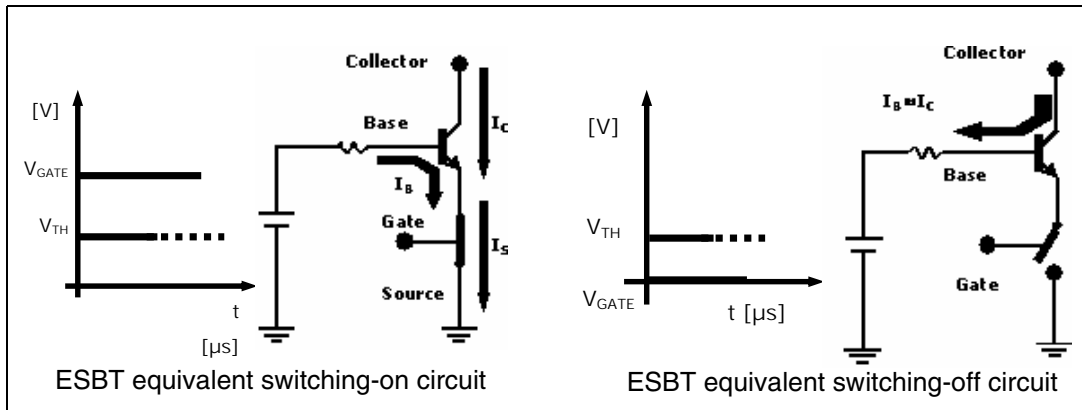 Collector
[V]
Base
I_C
V_GATE
I_B
V_TH
Gate
I_S
Source
t
[µs]
ESBT equivalent switching-on circuit
Collector
I_B=I_C
[V]
Base
V_TH
Gate
V_GATE
t [µs]
ESBT equivalent switching-off circuit